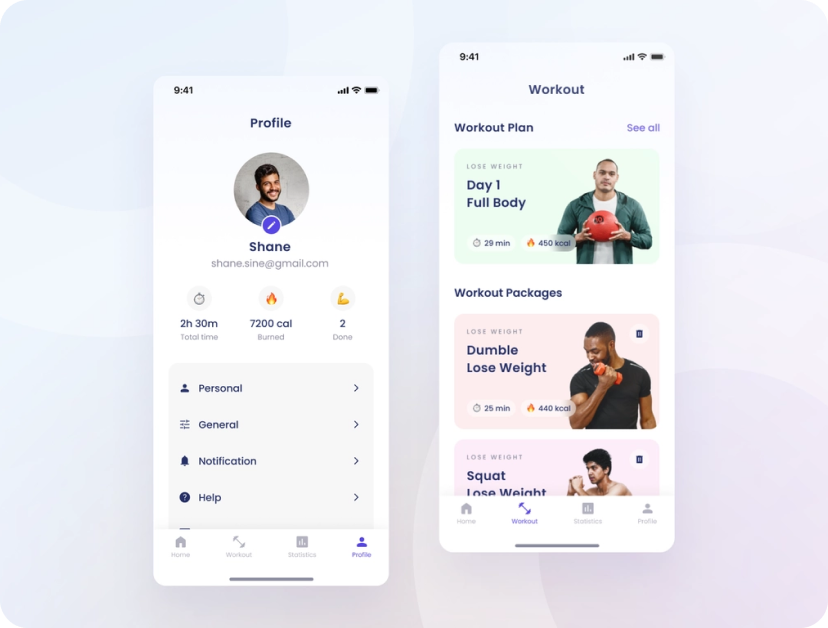 9:41
Profile
Shane
shane.sine@gmail.com
2h 30m
Total time
7200 cal
Burned
2
Done
Personal
General
Notification
Help
Home
Workout
Statistics
Profile
9:41
Workout
Workout Plan
See all
LOSE WEIGHT
Day 1
Full Body
29 min
450 kcal
Workout Packages
LOSE WEIGHT
Dumble
Lose Weight
25 min
440 kcal
LOSE WEIGHT
Squat
Lose Weight
Home
Workout
Statistics
Profile